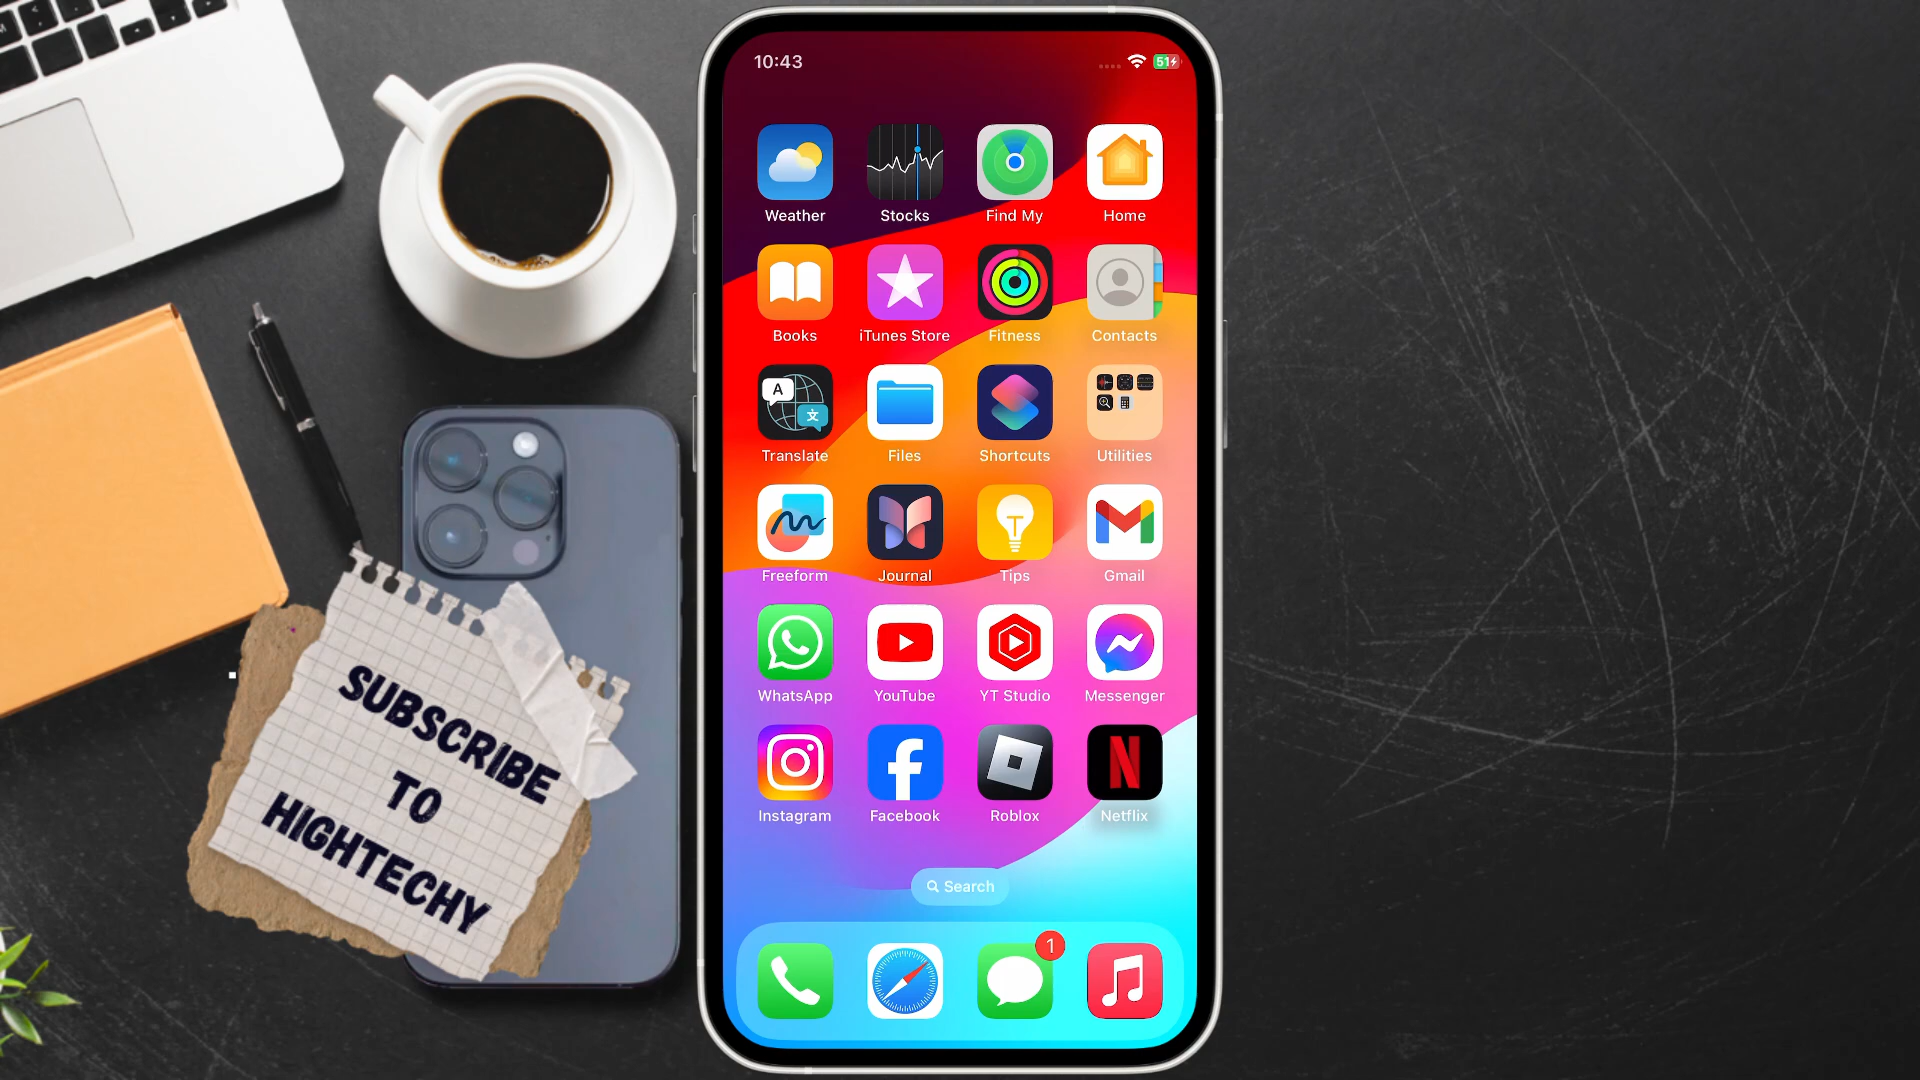 10:43
51
Weather Stocks Find My Home
Books iTunes Store Fitness Contacts
A 文
Translate Files Shortcuts Utilities
Freeform Journal Tips Gmail
WhatsApp YouTube YT Studio Messenger
Instagram Facebook Roblox Netflix
N
Search
1
SUBSCRIBE
TO
HIGHTECHY